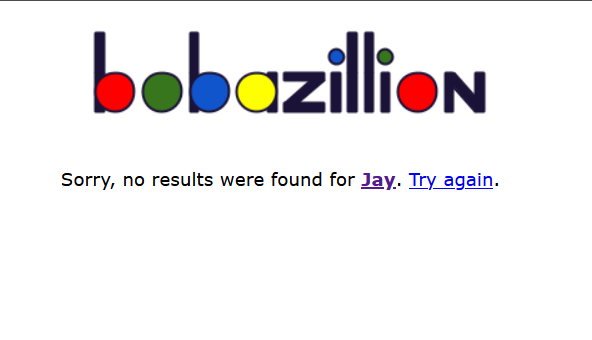 bobazillion
Sorry, no results were found for Jay. Try again.